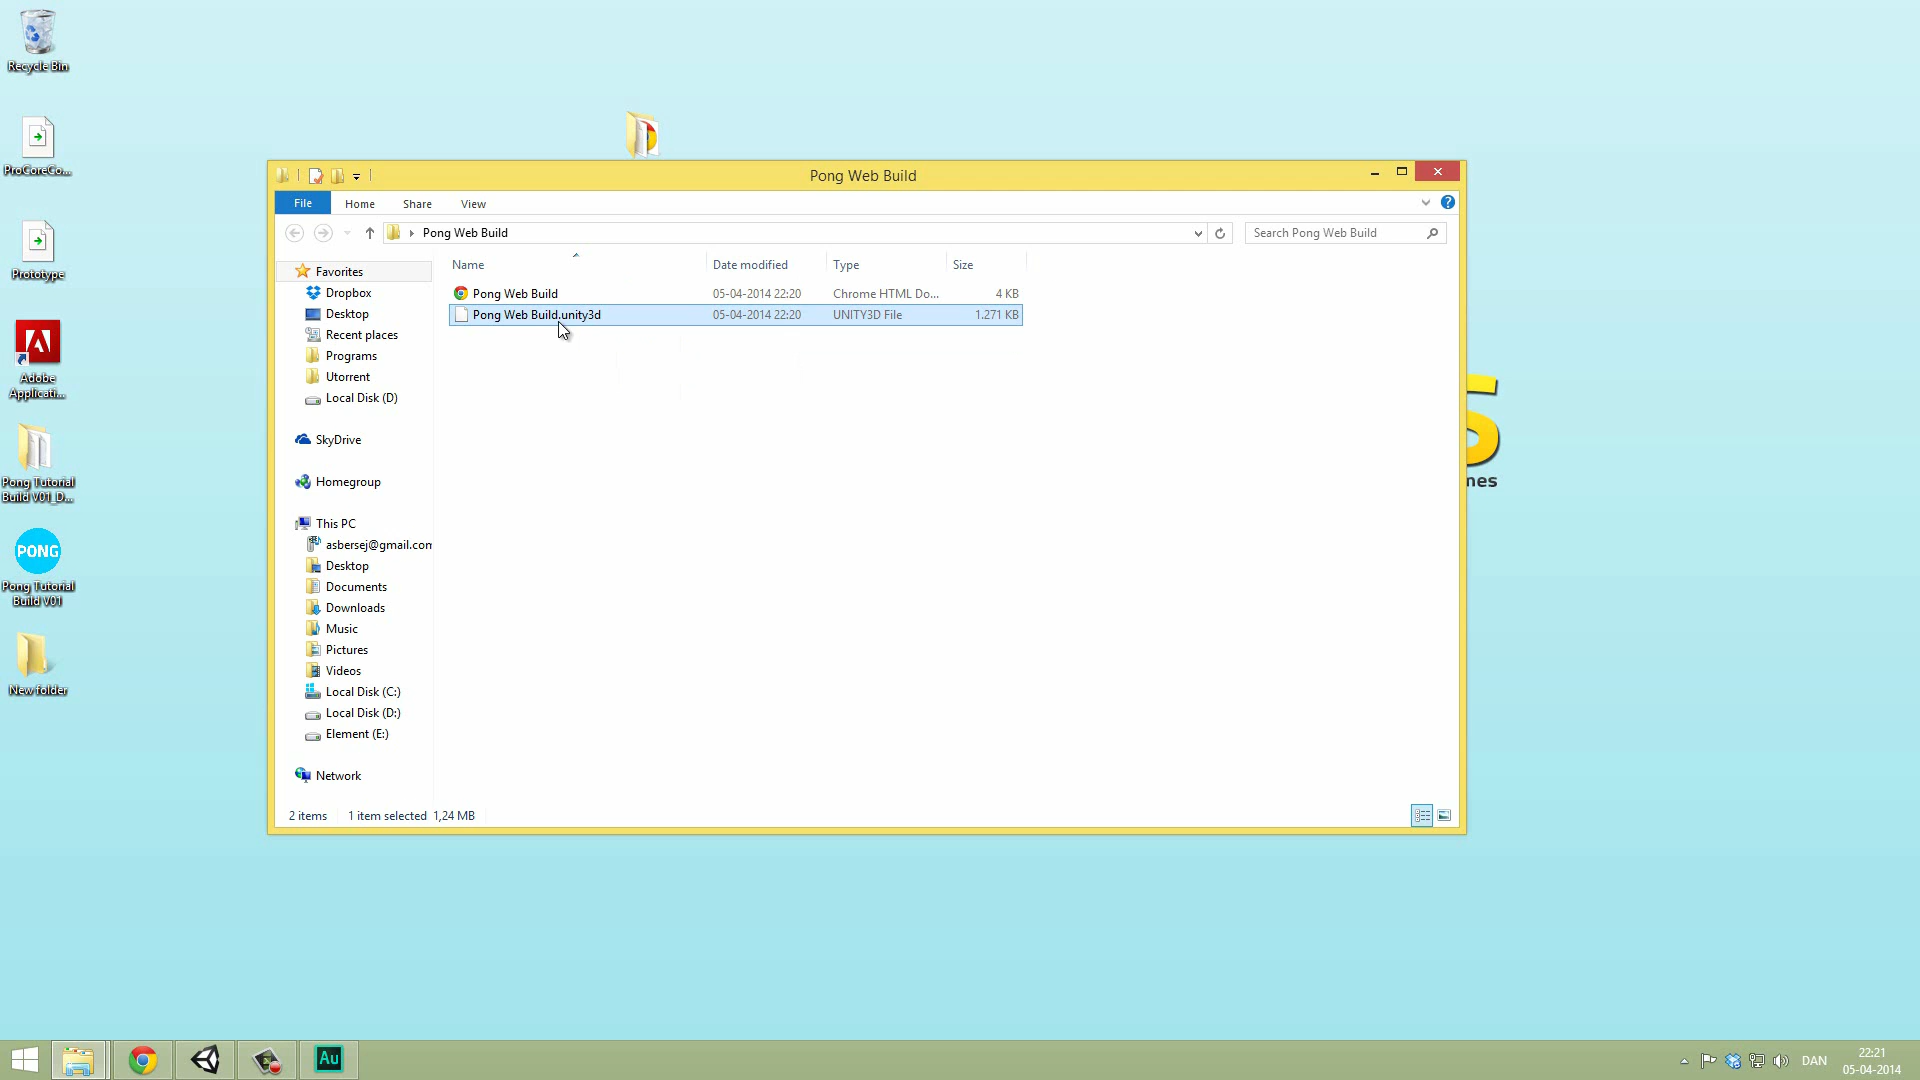 Recycle Bin
ProCoreCo...
Prototype
Adobe
Applicati...
Pong Tutorial
Build V01_D...
PONG
Pong Tutorial
Build V01
New folder
Pong Web Build
File
Home
Share
View
Pong Web Build
Search Pong Web Build
Name
Date modified
Type
Size
Pong Web Build
05-04-2014 22:20
Chrome HTML Do...
4 KB
Pong Web Build.unity3d
05-04-2014 22:20
UNITY3D File
1.271 KB
Favorites
Dropbox
Desktop
Recent places
Programs
Utorrent
Local Disk (D)
SkyDrive
Homegroup
This PC
asbersej@gmail.com
Desktop
Documents
Downloads
Music
Pictures
Videos
Local Disk (C:)
Local Disk (D:)
Element (E:)
Network
2 items
1 item selected 1,24 MB
S
mes
Au
DAN
22:21
05-04-2014